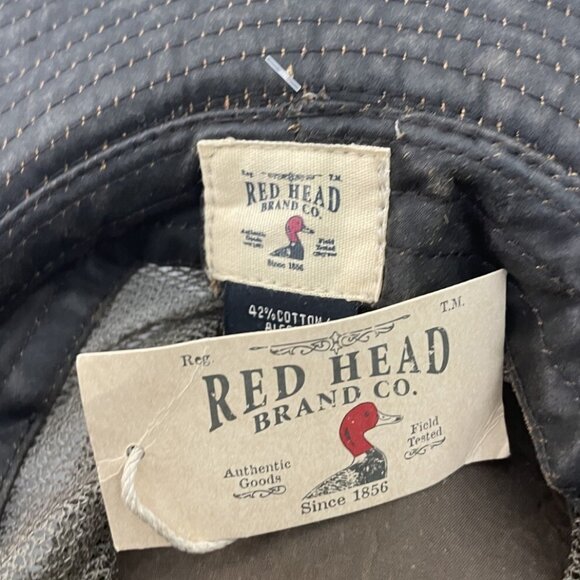 Reg. T.M.
RED HEAD
BRAND CO.
Authentic Field
Goods Tested
Since 1856
42% COTTON
Reg. T.M.
RED HEAD
BRAND CO.
Authentic Field
Goods Tested
Since 1856